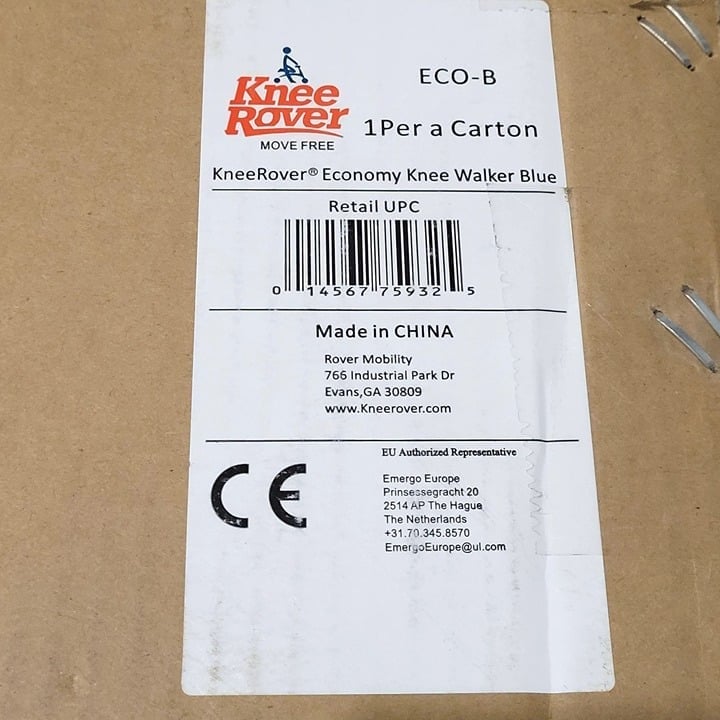 Knee
Rover
MOVE FREE
ECO-B
1Per a Carton
KneeRover® Economy Knee Walker Blue
Retail UPC
0 14567 75932 5
Made in CHINA
Rover Mobility
766 Industrial Park Dr
Evans,GA 30809
www.Kneerover.com
CE
EU Authorized Representative
Emergo Europe
Prinsessegracht 20
2514 AP The Hague
The Netherlands
+31.70.345.8570
EmergoEurope@ul.com